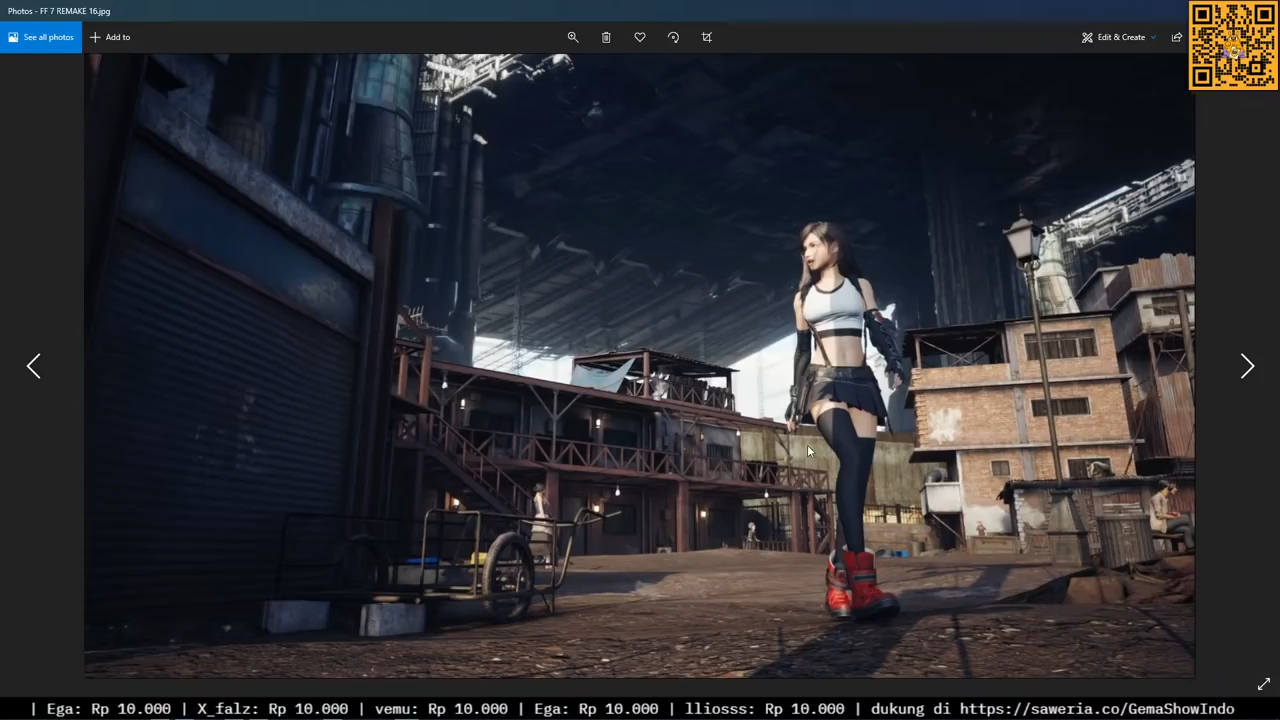 Photos - FF 7 REMAKE 16.jpg
See all photos
Add to
Edit & Create
| Ega: Rp 10.000 | X_falz: Rp 10.000 | vemu: Rp 10.000 | Ega: Rp 10.000 | lliosss: Rp 10.000 | dukung di https://saweria.co/GemaShowIndo